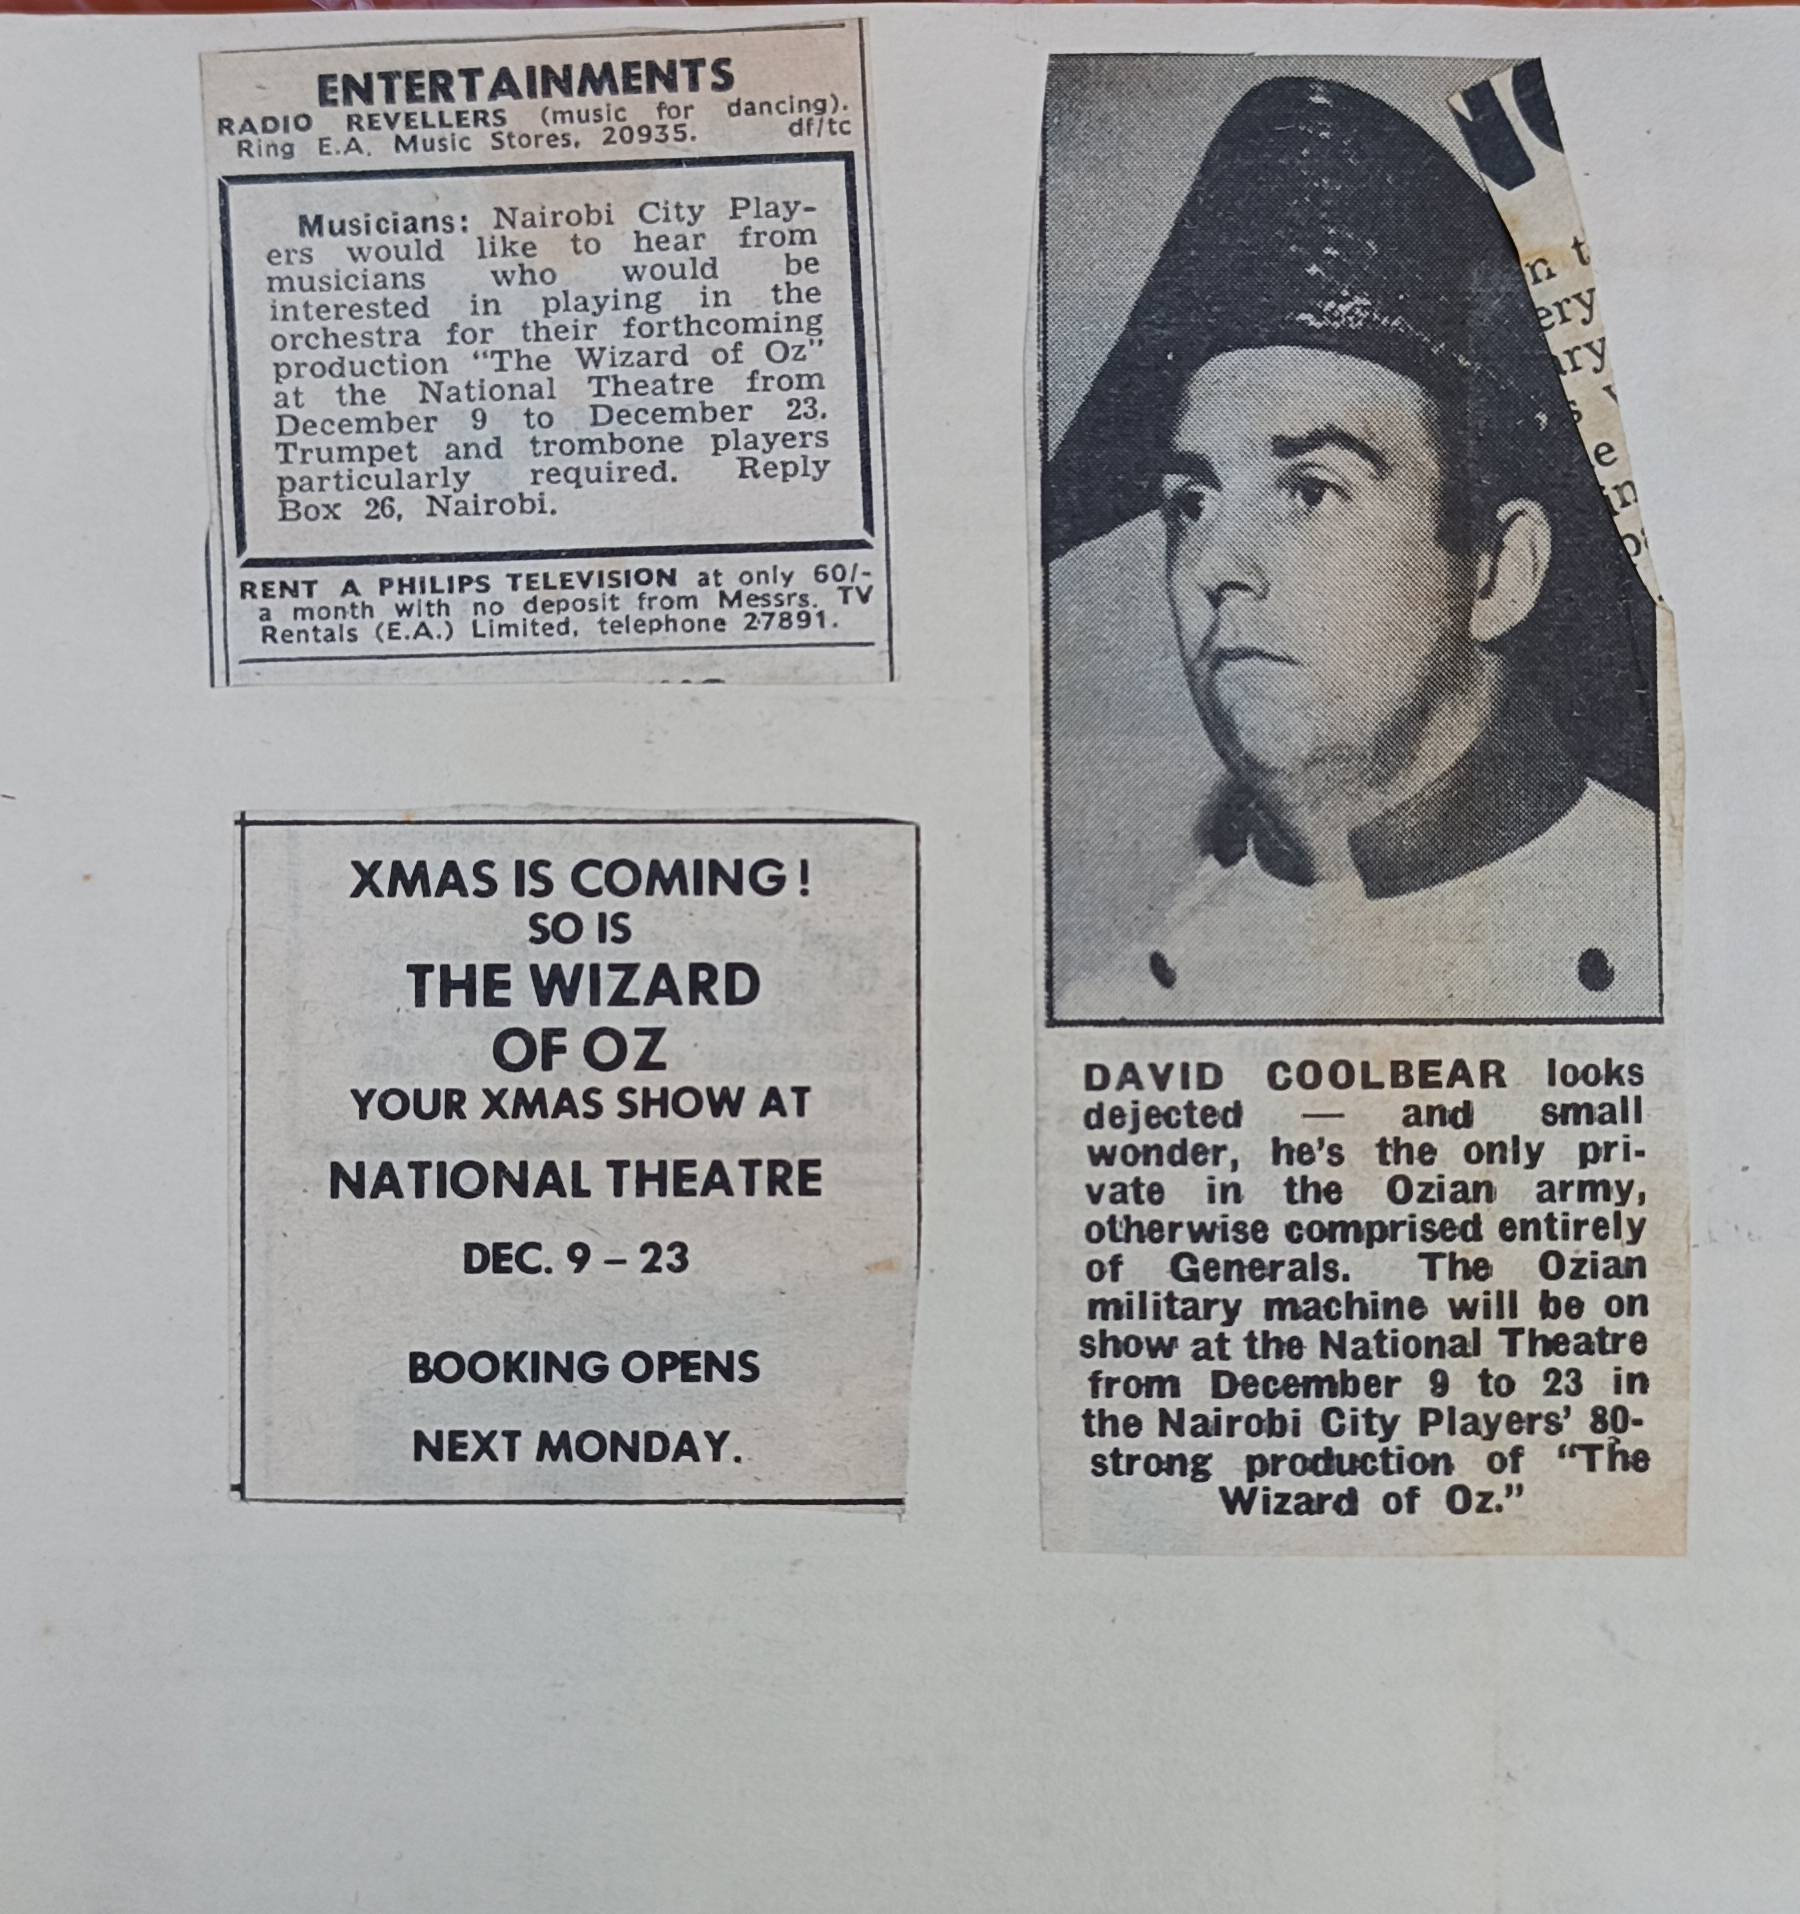 ENTERTAINMENTS
RADIO REVELLERS (music for dancing).
Ring E.A. Music Stores, 20935. df/tc
Musicians: Nairobi City Play-
ers would like to hear from
musicians who would be
interested in playing in the
orchestra for their forthcoming
production “The Wizard of Oz”
at the National Theatre from
December 9 to December 23.
Trumpet and trombone players
particularly required. Reply
Box 26, Nairobi.
RENT A PHILIPS TELEVISION at only 60/-
a month with no deposit from Messrs. TV
Rentals (E.A.) Limited, telephone 27891.
XMAS IS COMING!
SO IS
THE WIZARD
OF OZ
YOUR XMAS SHOW AT
NATIONAL THEATRE
DEC. 9 – 23
BOOKING OPENS
NEXT MONDAY.
DAVID COOLBEAR looks
dejected — and small
wonder, he's the only pri-
vate in the Ozian army,
otherwise comprised entirely
of Generals. The Ozian
military machine will be on
show at the National Theatre
from December 9 to 23 in
the Nairobi City Players' 80-
strong production of “The
Wizard of Oz.”